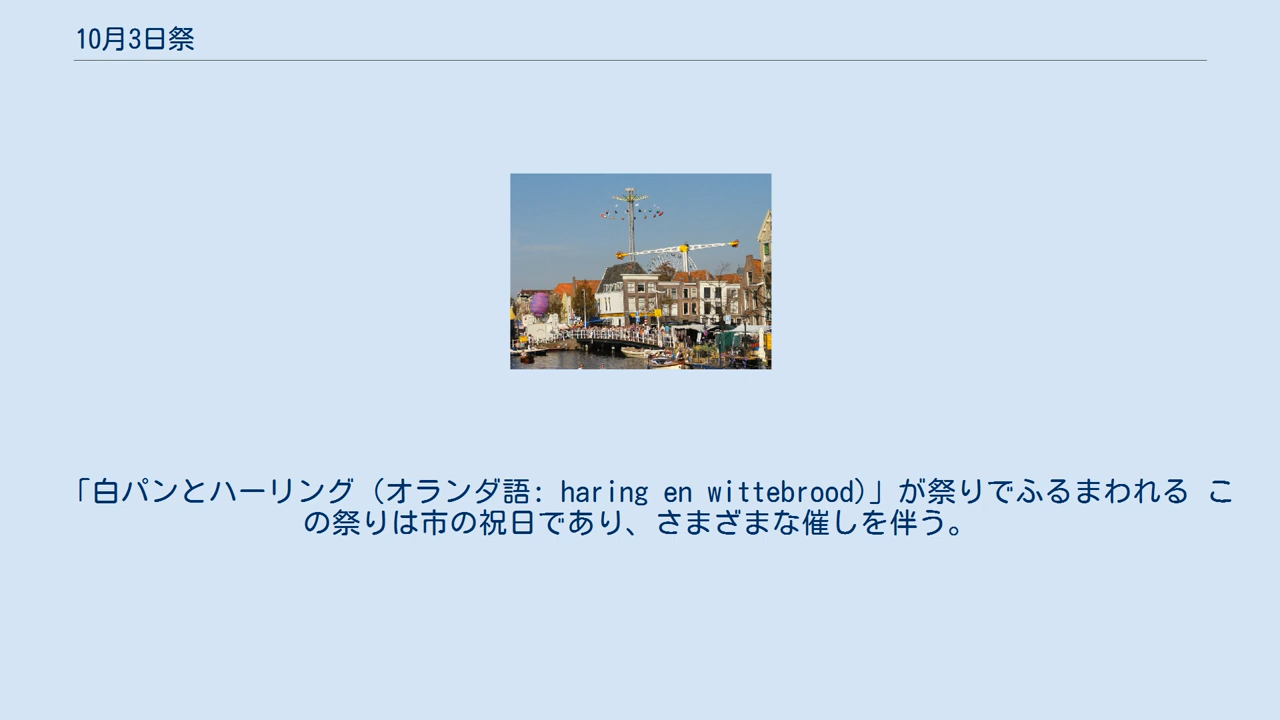 10月3日祭
「白パンとハーリング（オランダ語: haring en wittebrood)」が祭りでふるまわれる こ
の祭りは市の祝日であり、さまざまな催しを伴う。